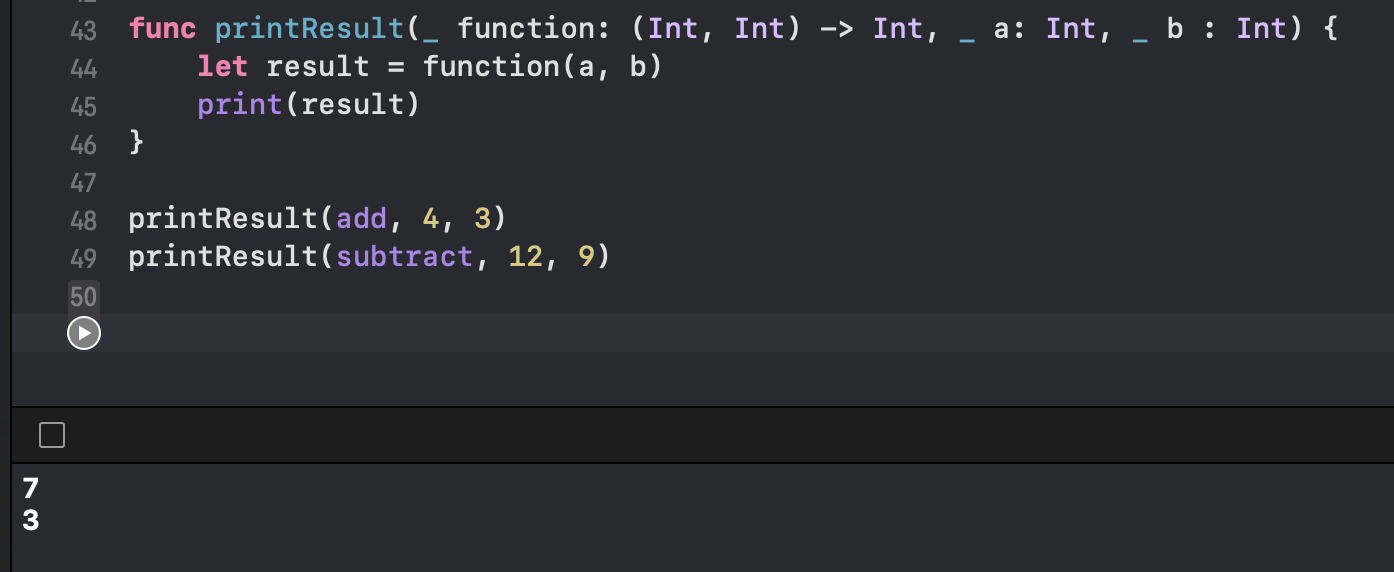 43 func printResult(_ function: (Int, Int) -> Int, _ a: Int, _ b : Int) {
44     let result = function(a, b)
45     print(result)
46 }
47
48 printResult(add, 4, 3)
49 printResult(subtract, 12, 9)
50
7
3